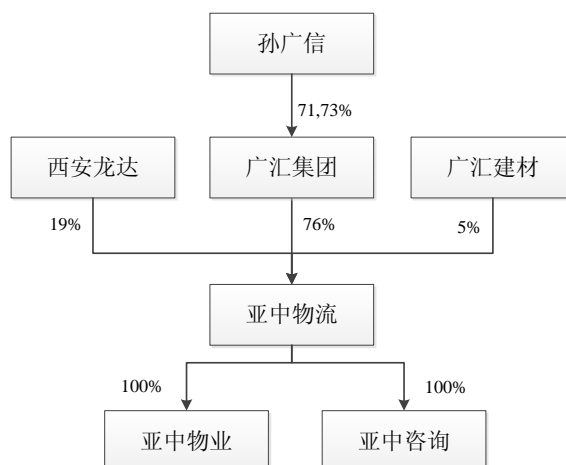 孙广信
71,73%
西安龙达
广汇集团
广汇建材
19%
76%
5%
亚中物流
100%
100%
亚中物业
亚中咨询